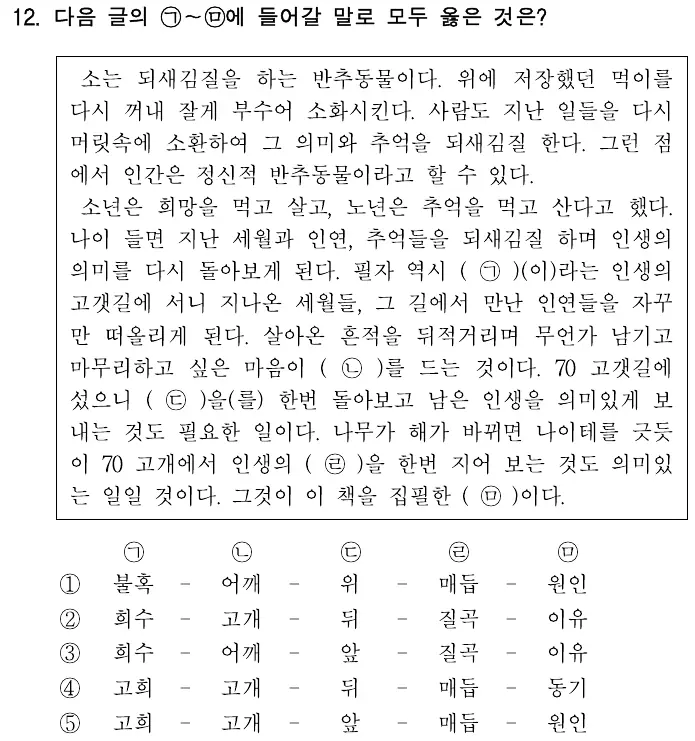 12. 다음 글의 ㉠~㉤에 들어갈 말로 모두 옳은 것은?
소는 되새김질을 하는 반추동물이다. 위에 저장했던 먹이를
다시 꺼내 잘게 부수어 소화시킨다. 사람도 지난 일들을 다시
머릿속에 소환하여 그 의미와 추억을 되새김질 한다. 그런 점
에서 인간은 정신적 반추동물이라고 할 수 있다.
소년은 희망을 먹고 살고, 노년은 추억을 먹고 산다고 했다.
나이 들면 지난 세월과 인연, 추억들을 되새김질 하며 인생의
의미를 다시 돌아보게 된다. 필자 역시 ( ㉠ )(이)라는 인생의
고갯길에 서니 지나온 세월들, 그 길에서 만난 인연들을 자꾸
만 떠올리게 된다. 살아온 흔적을 뒤적거리며 무언가 남기고
마무리하고 싶은 마음이 ( ㉡ )를 드는 것이다. 70 고갯길에
섰으니 ( ㉢ )을(를) 한번 돌아보고 남은 인생을 의미있게 보
내는 것도 필요한 일이다. 나무가 해가 바뀌면 나이테를 긋듯
이 70 고개에서 인생의 ( ㉣ )을 한번 지어 보는 것도 의미있
는 일일 것이다. 그것이 이 책을 집필한 ( ㉤ )이다.
㉠ ㉡ ㉢ ㉣ ㉤
① 불혹 - 어깨 - 위 - 매듭 - 원인
② 희수 - 고개 - 뒤 - 질곡 - 이유
③ 희수 - 어깨 - 앞 - 질곡 - 이유
④ 고희 - 고개 - 뒤 - 매듭 - 동기
⑤ 고희 - 고개 - 앞 - 매듭 - 원인